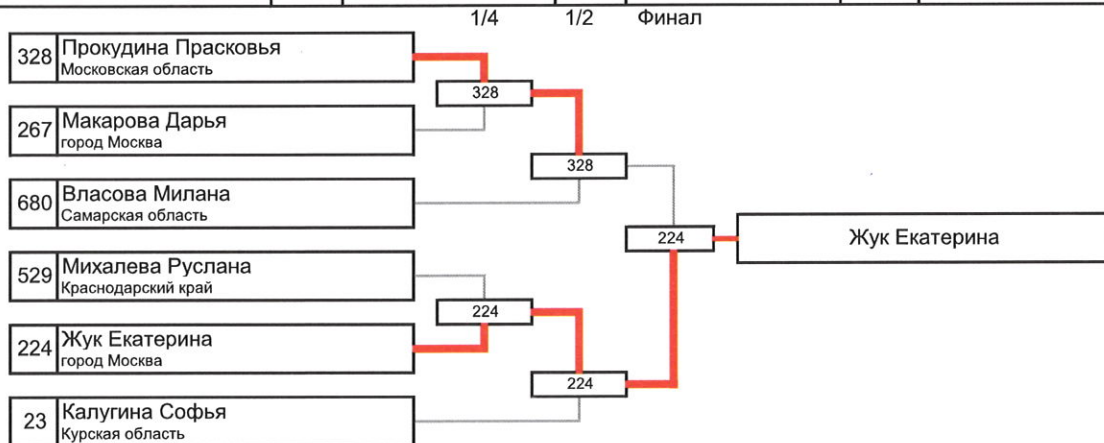 1/4 1/2 Финал
328 Прокудина Прасковья
Московская область
328
267 Макарова Дарья
город Москва
328
680 Власова Милана
Самарская область
224 Жук Екатерина
529 Михалева Руслана
Краснодарский край
224
224 Жук Екатерина
город Москва
224
23 Калугина Софья
Курская область